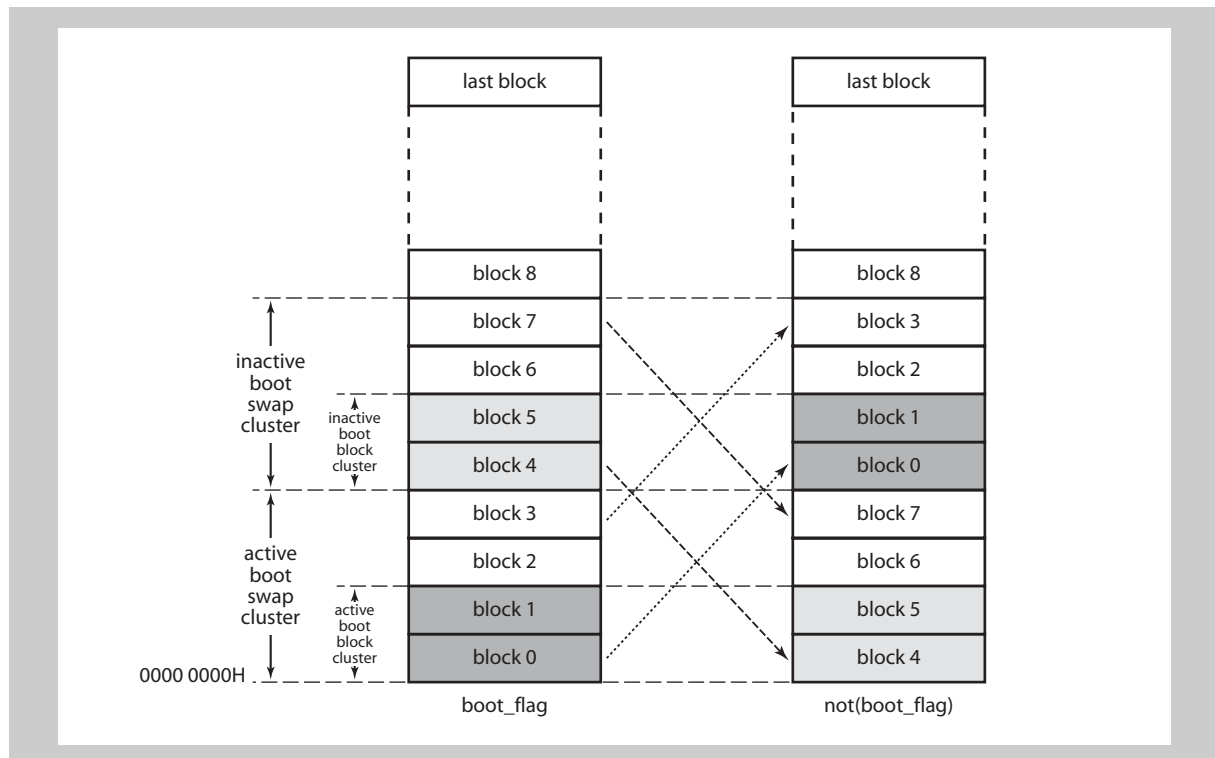 last block
last block
block 8
block 8
block 7
block 3
inactive
boot
swap
cluster
block 6
block 2
inactive
boot
block
cluster
block 5
block 1
block 4
block 0
block 3
block 7
active
boot
swap
cluster
block 2
block 6
active
boot
block
cluster
block 1
block 5
block 0
block 4
0000 0000H
boot_flag
not(boot_flag)